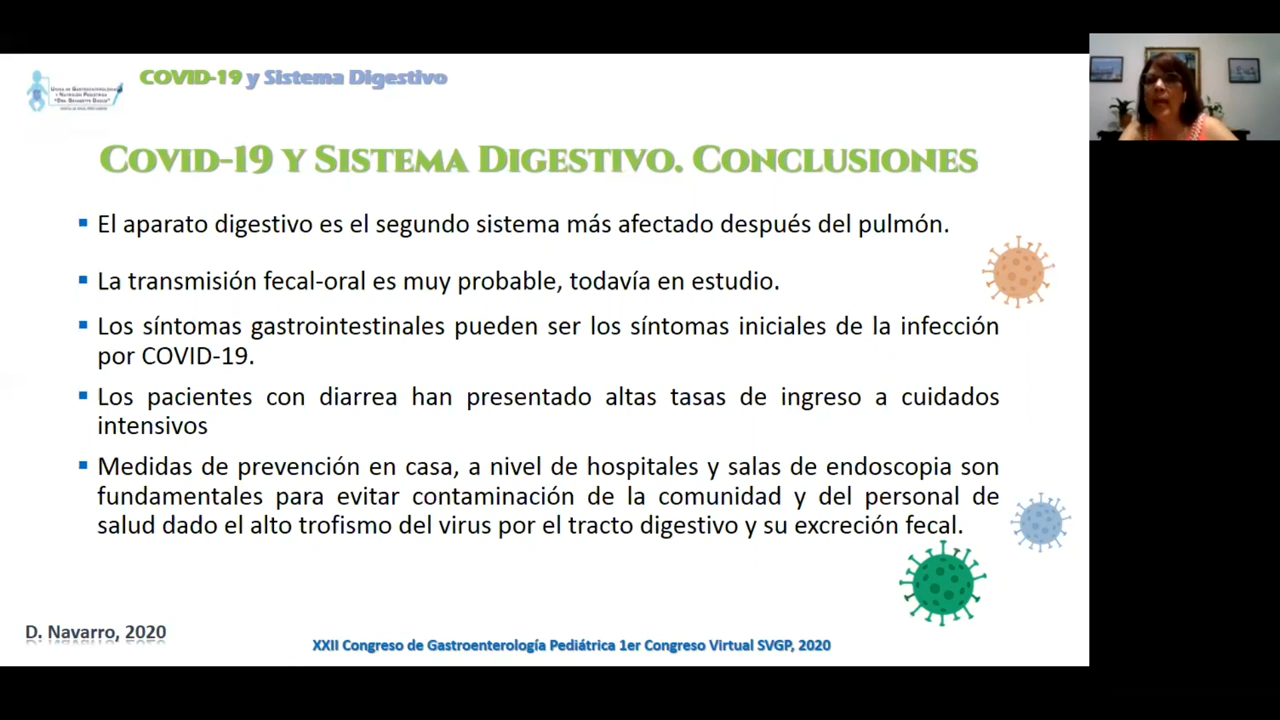 COVID-19 y Sistema Digestivo
Unidad de Gastroenterología
y Nutrición Pediátrica
COVID-19 Y SISTEMA DIGESTIVO. CONCLUSIONES
El aparato digestivo es el segundo sistema más afectado después del pulmón.
La transmisión fecal-oral es muy probable, todavía en estudio.
Los síntomas gastrointestinales pueden ser los síntomas iniciales de la infección
por COVID-19.
Los pacientes con diarrea han presentado altas tasas de ingreso a cuidados
intensivos
Medidas de prevención en casa, a nivel de hospitales y salas de endoscopia son
fundamentales para evitar contaminación de la comunidad y del personal de
salud dado el alto trofismo del virus por el tracto digestivo y su excreción fecal.
D. Navarro, 2020
XXII Congreso de Gastroenterología Pediátrica 1er Congreso Virtual SVGP, 2020